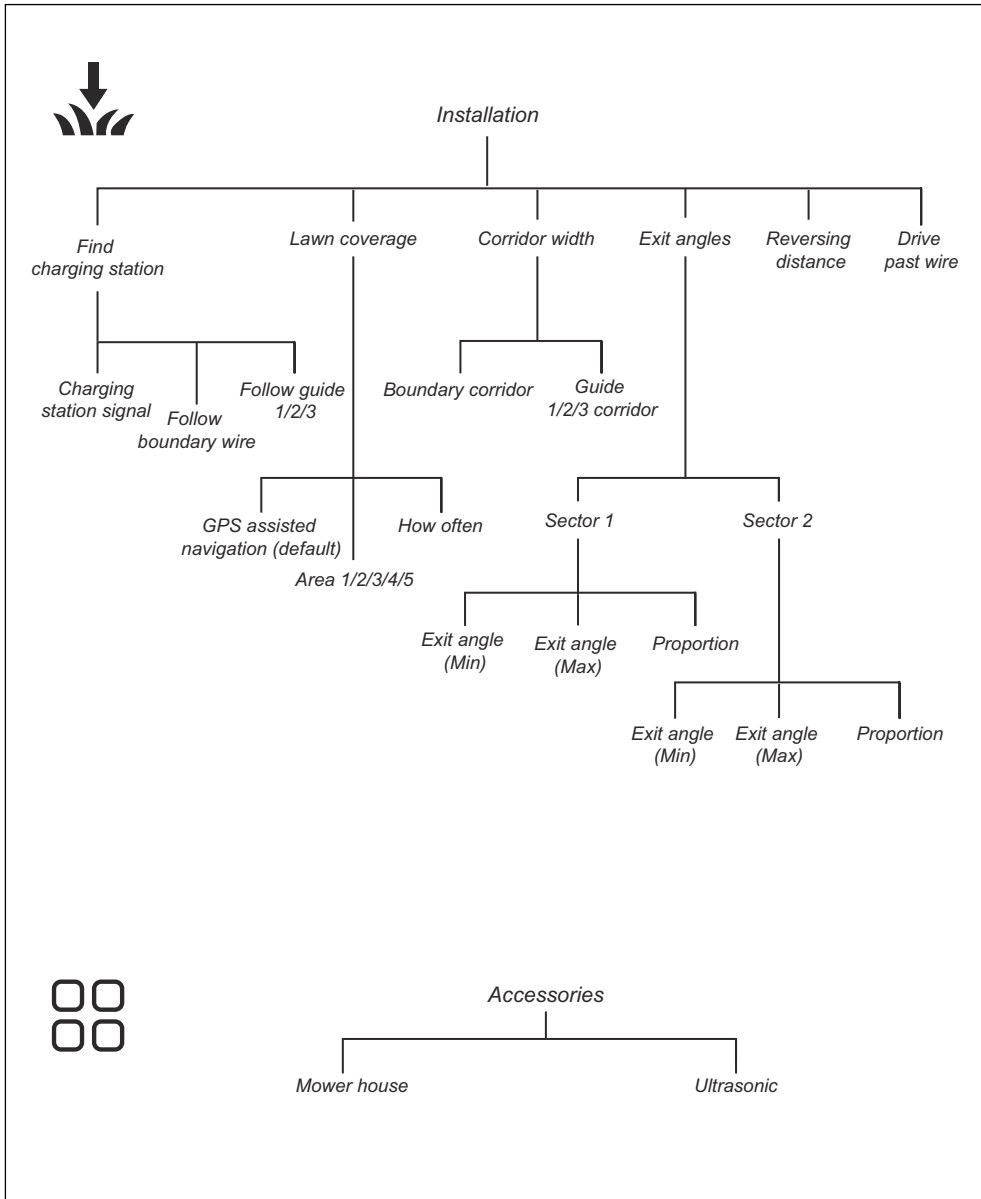 Installation
Find
charging station
Lawn coverage
Corridor width
Exit angles
Reversing
distance
Drive
past wire
Charging
station signal
Follow
boundary wire
Follow guide
1/2/3
Boundary corridor
Guide
1/2/3 corridor
GPS assisted
navigation (default)
Area 1/2/3/4/5
How often
Sector 1
Sector 2
Exit angle
(Min)
Exit angle
(Max)
Proportion
Exit angle
(Min)
Exit angle
(Max)
Proportion
Accessories
Mower house
Ultrasonic